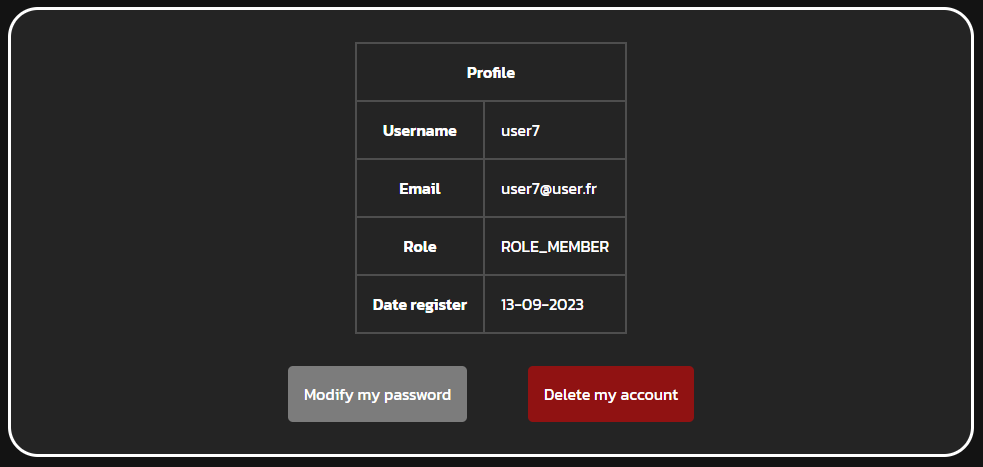 Profile
Username user7
Email user7@user.fr
Role ROLE_MEMBER
Date register 13-09-2023
Modify my password Delete my account